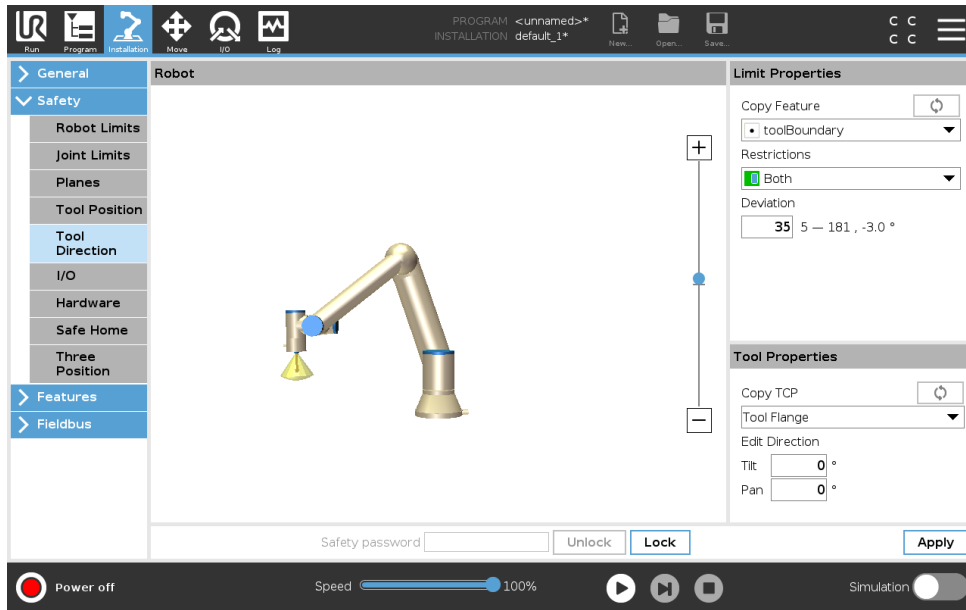 PROGRAM <unnamed>*
INSTALLATION default_1*
Run Program Installation Move I/O Log New... Open... Save...
C C
C C
General
Safety
Robot Limits
Joint Limits
Planes
Tool Position
Tool
Direction
I/O
Hardware
Safe Home
Three
Position
Features
Fieldbus
Robot
+
−
Safety password Unlock Lock Apply
Limit Properties
Copy Feature
toolBoundary
Restrictions
Both
Deviation
35 5 — 181 , -3.0 °
Tool Properties
Copy TCP
Tool Flange
Edit Direction
Tilt 0 °
Pan 0 °
Power off Speed 100% Simulation